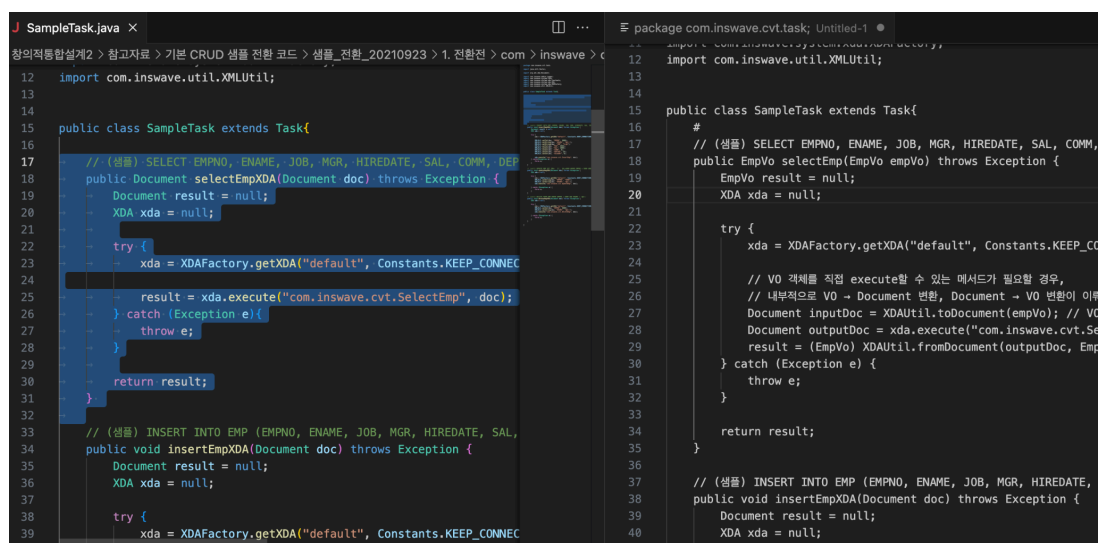 J SampleTask.java ×
창의적통합설계2 > 참고자료 > 기본 CRUD 샘플 전환 코드 > 샘플_전환_20210923 > 1. 전환전 > com > inswave >
12 import com.inswave.util.XMLUtil;
13
14
15 public class SampleTask extends Task{
16
17 // (샘플) SELECT EMPNO, ENAME, JOB, MGR, HIREDATE, SAL, COMM, DEP
18 public Document selectEmpXDA(Document doc) throws Exception {
19 Document result = null;
20 XDA xda = null;
21
22 try {
23 xda = XDAFactory.getXDA("default", Constants.KEEP_CONNEC
24
25 result = xda.execute("com.inswave.cvt.SelectEmp", doc);
26 } catch (Exception e){
27 throw e;
28 }
29
30 return result;
31 }
32
33 // (샘플) INSERT INTO EMP (EMPNO, ENAME, JOB, MGR, HIREDATE, SAL,
34 public void insertEmpXDA(Document doc) throws Exception {
35 Document result = null;
36 XDA xda = null;
37
38 try {
39 xda = XDAFactory.getXDA("default", Constants.KEEP_CONNEC
package com.inswave.cvt.task; Untitled-1 ●
11 import com.inswave.system.xda.XDAFactory;
12 import com.inswave.util.XMLUtil;
13
14
15 public class SampleTask extends Task{
16 #
17 // (샘플) SELECT EMPNO, ENAME, JOB, MGR, HIREDATE, SAL, COMM,
18 public EmpVo selectEmp(EmpVo empVo) throws Exception {
19 EmpVo result = null;
20 XDA xda = null;
21
22 try {
23 xda = XDAFactory.getXDA("default", Constants.KEEP_CO
24
25 // VO 객체를 직접 execute할 수 있는 메서드가 필요할 경우,
26 // 내부적으로 VO → Document 변환, Document → VO 변환이 이루
27 Document inputDoc = XDAUtil.toDocument(empVo); // VO
28 Document outputDoc = xda.execute("com.inswave.cvt.Se
29 result = (EmpVo) XDAUtil.fromDocument(outputDoc, Emp
30 } catch (Exception e) {
31 throw e;
32 }
33
34 return result;
35 }
36
37 // (샘플) INSERT INTO EMP (EMPNO, ENAME, JOB, MGR, HIREDATE,
38 public void insertEmpXDA(Document doc) throws Exception {
39 Document result = null;
40 XDA xda = null;